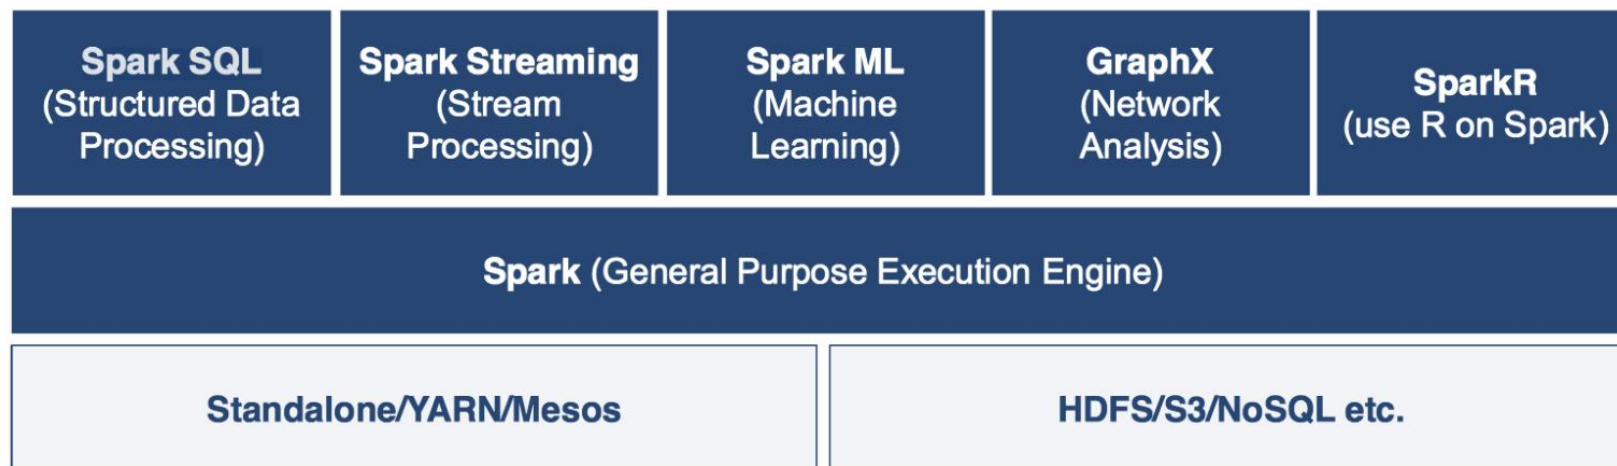 Spark SQL
(Structured Data
Processing)
Spark Streaming
(Stream
Processing)
Spark ML
(Machine
Learning)
GraphX
(Network
Analysis)
SparkR
(use R on Spark)
Spark (General Purpose Execution Engine)
Standalone/YARN/Mesos
HDFS/S3/NoSQL etc.